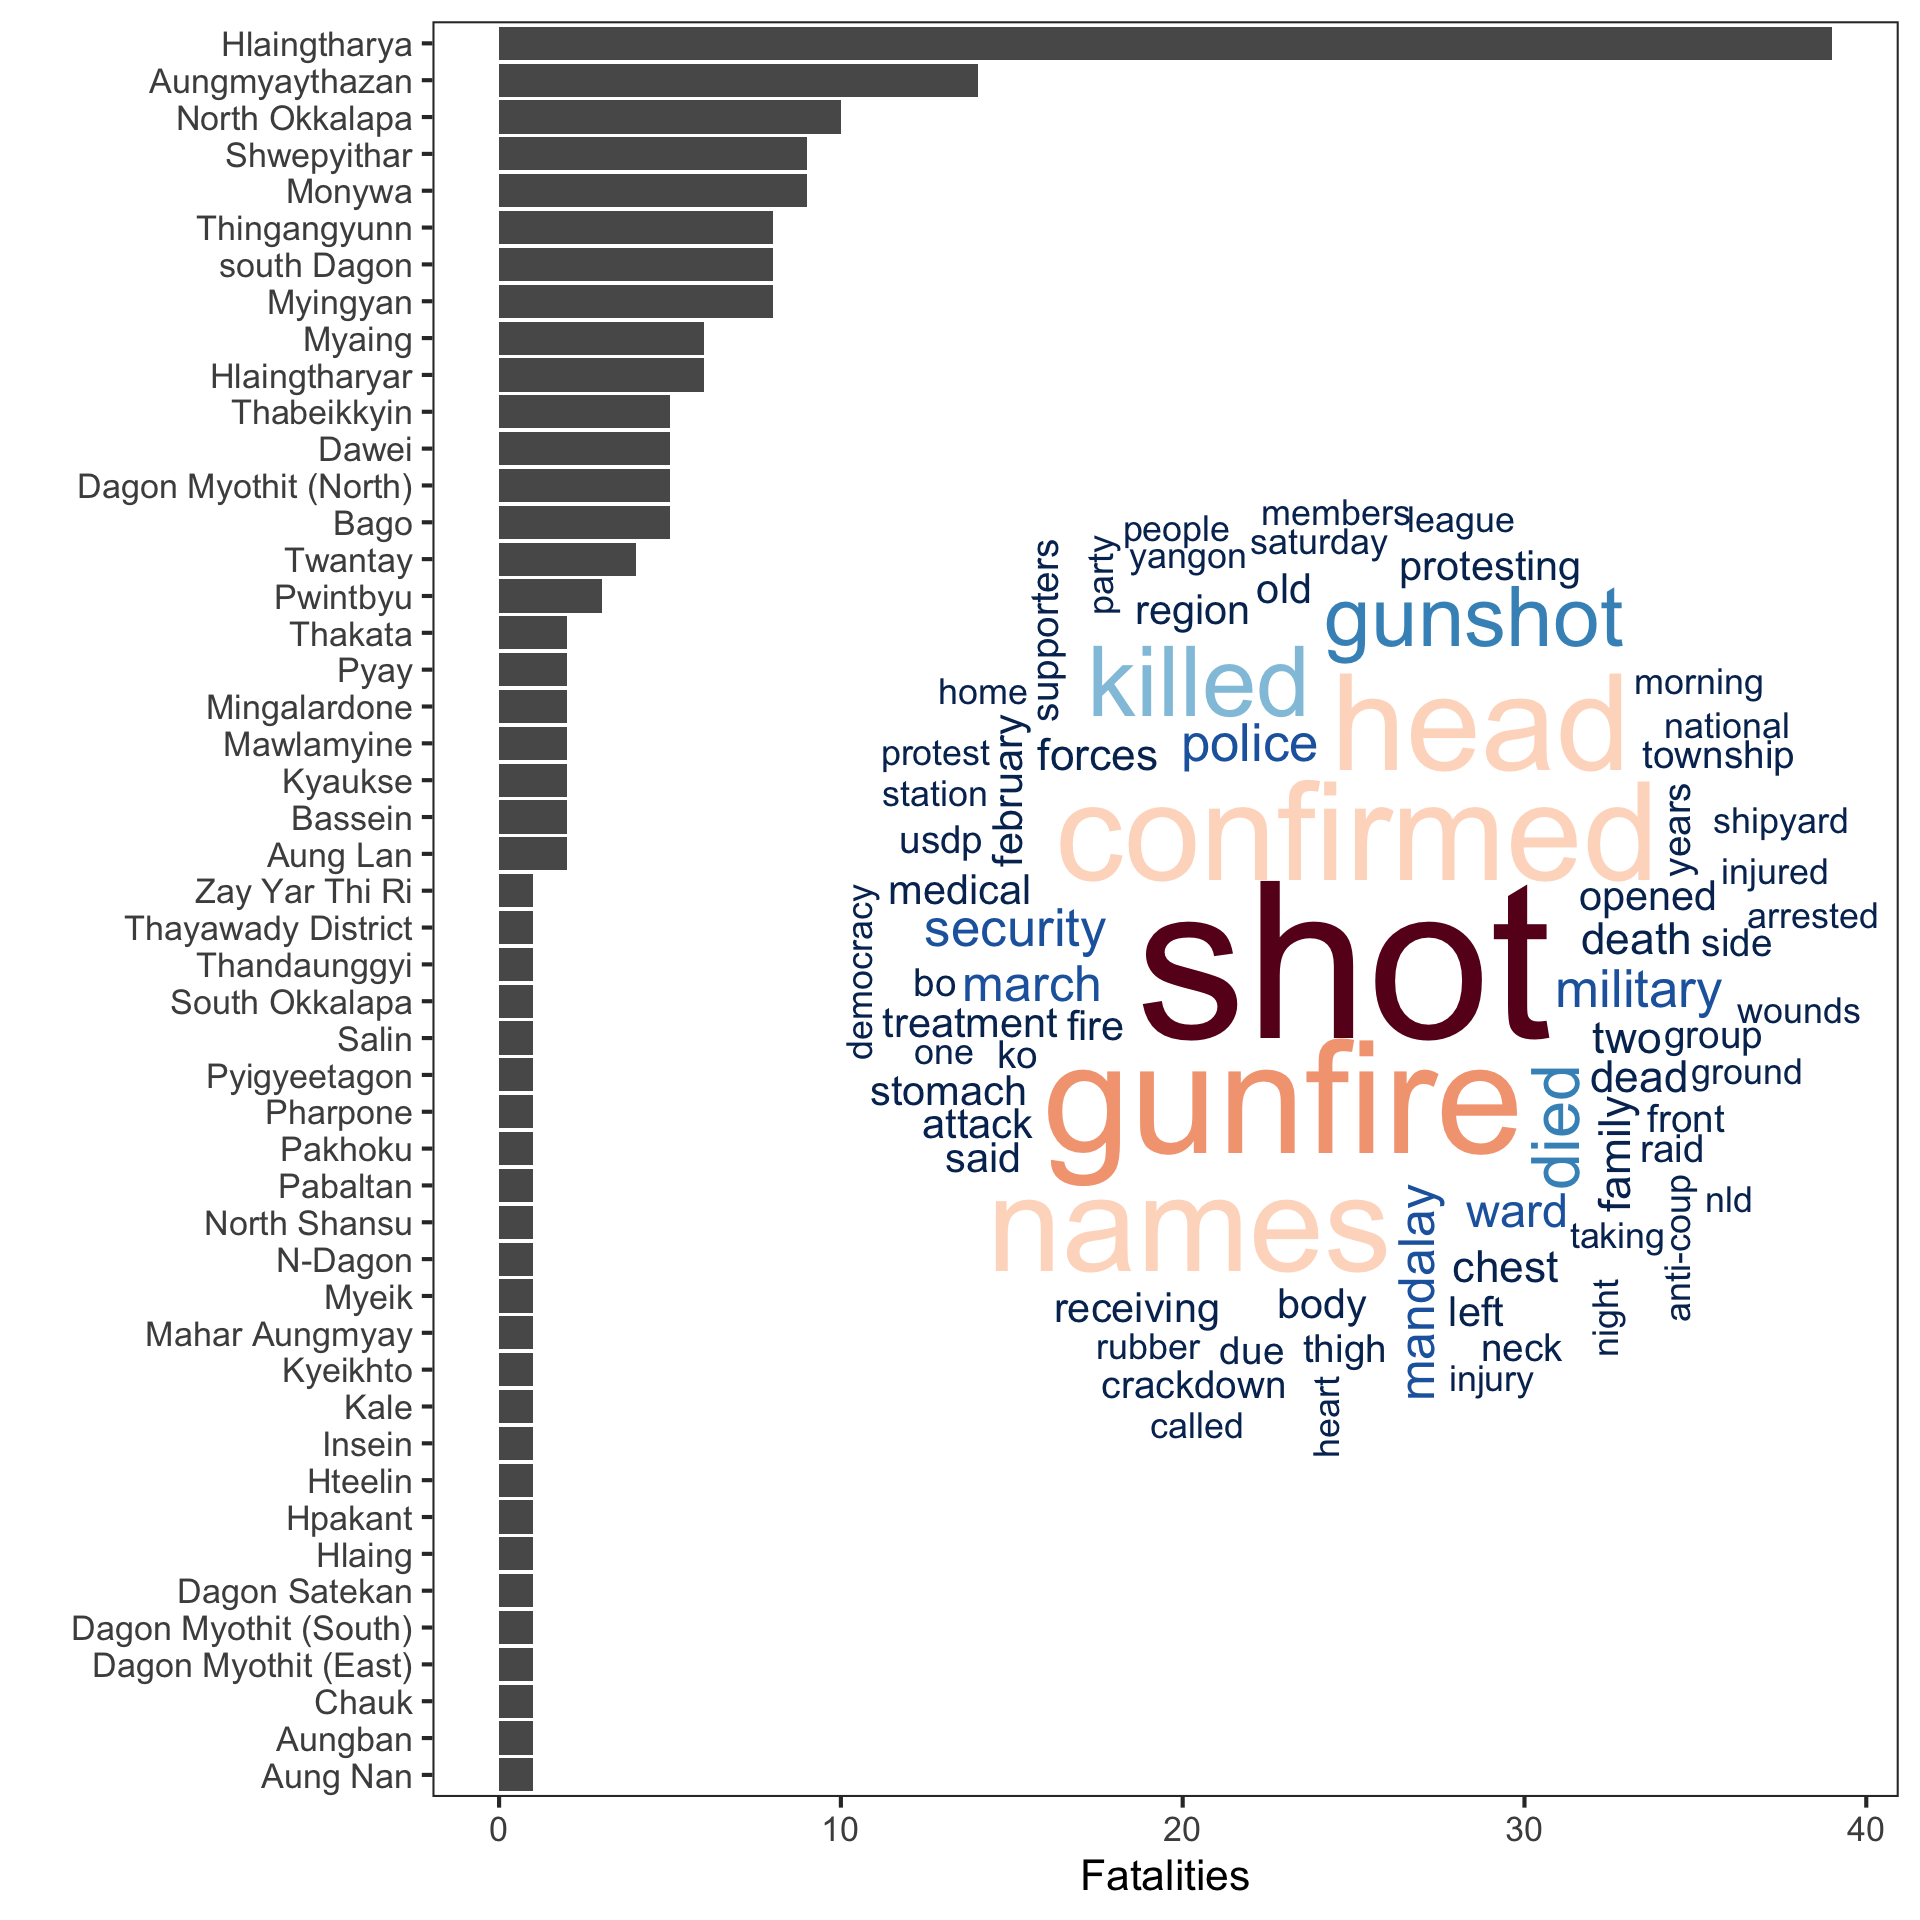 Hlaingtharya
Aungmyaythazan
North Okkalapa
Shwepyithar
Monywa
Thingangyunn
south Dagon
Myingyan
Myaing
Hlaingtharyar
Thabeikkyin
Dawei
Dagon Myothit (North)
Bago
Twantay
Pwintbyu
Thakata
Pyay
Mingalardone
Mawlamyine
Kyaukse
Bassein
Aung Lan
Zay Yar Thi Ri
Thayawady District
Thandaunggyi
South Okkalapa
Salin
Pyigyeetagon
Pharpone
Pakhoku
Pabaltan
North Shansu
N-Dagon
Myeik
Mahar Aungmyay
Kyeikhto
Kale
Insein
Hteelin
Hpakant
Hlaing
Dagon Satekan
Dagon Myothit (South)
Dagon Myothit (East)
Chauk
Aungban
Aung Nan
members
league
people
saturday
yangon
party
supporters
protesting
old
region
gunshot
killed
head
morning
home
national
february
police
forces
protest
township
station
confirmed
years
shipyard
usdp
injured
medical
opened
arrested
democracy
security
shot
death
side
bo
march
military
wounds
treatment
fire
two
group
one
ko
gunfire
died
dead
ground
stomach
attack
family
front
said
raid
names
mandalay
ward
anti-coup
nld
taking
chest
receiving
body
left
night
rubber
due
thigh
neck
crackdown
heart
injury
called
0
10
20
30
40
Fatalities